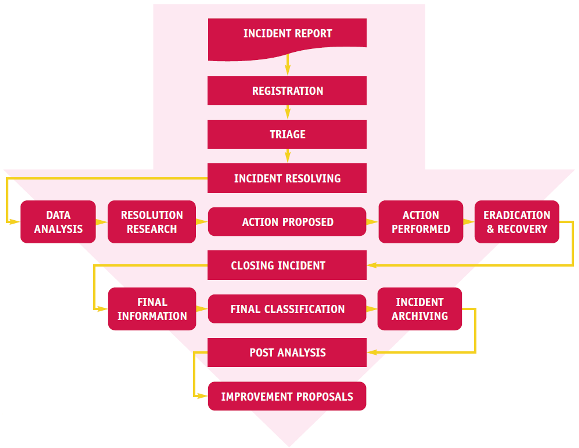 INCIDENT REPORT
REGISTRATION
TRIAGE
INCIDENT RESOLVING
DATA
ANALYSIS
RESOLUTION
RESEARCH
ACTION PROPOSED
ACTION
PERFORMED
ERADICATION
& RECOVERY
CLOSING INCIDENT
FINAL
INFORMATION
FINAL CLASSIFICATION
INCIDENT
ARCHIVING
POST ANALYSIS
IMPROVEMENT PROPOSALS